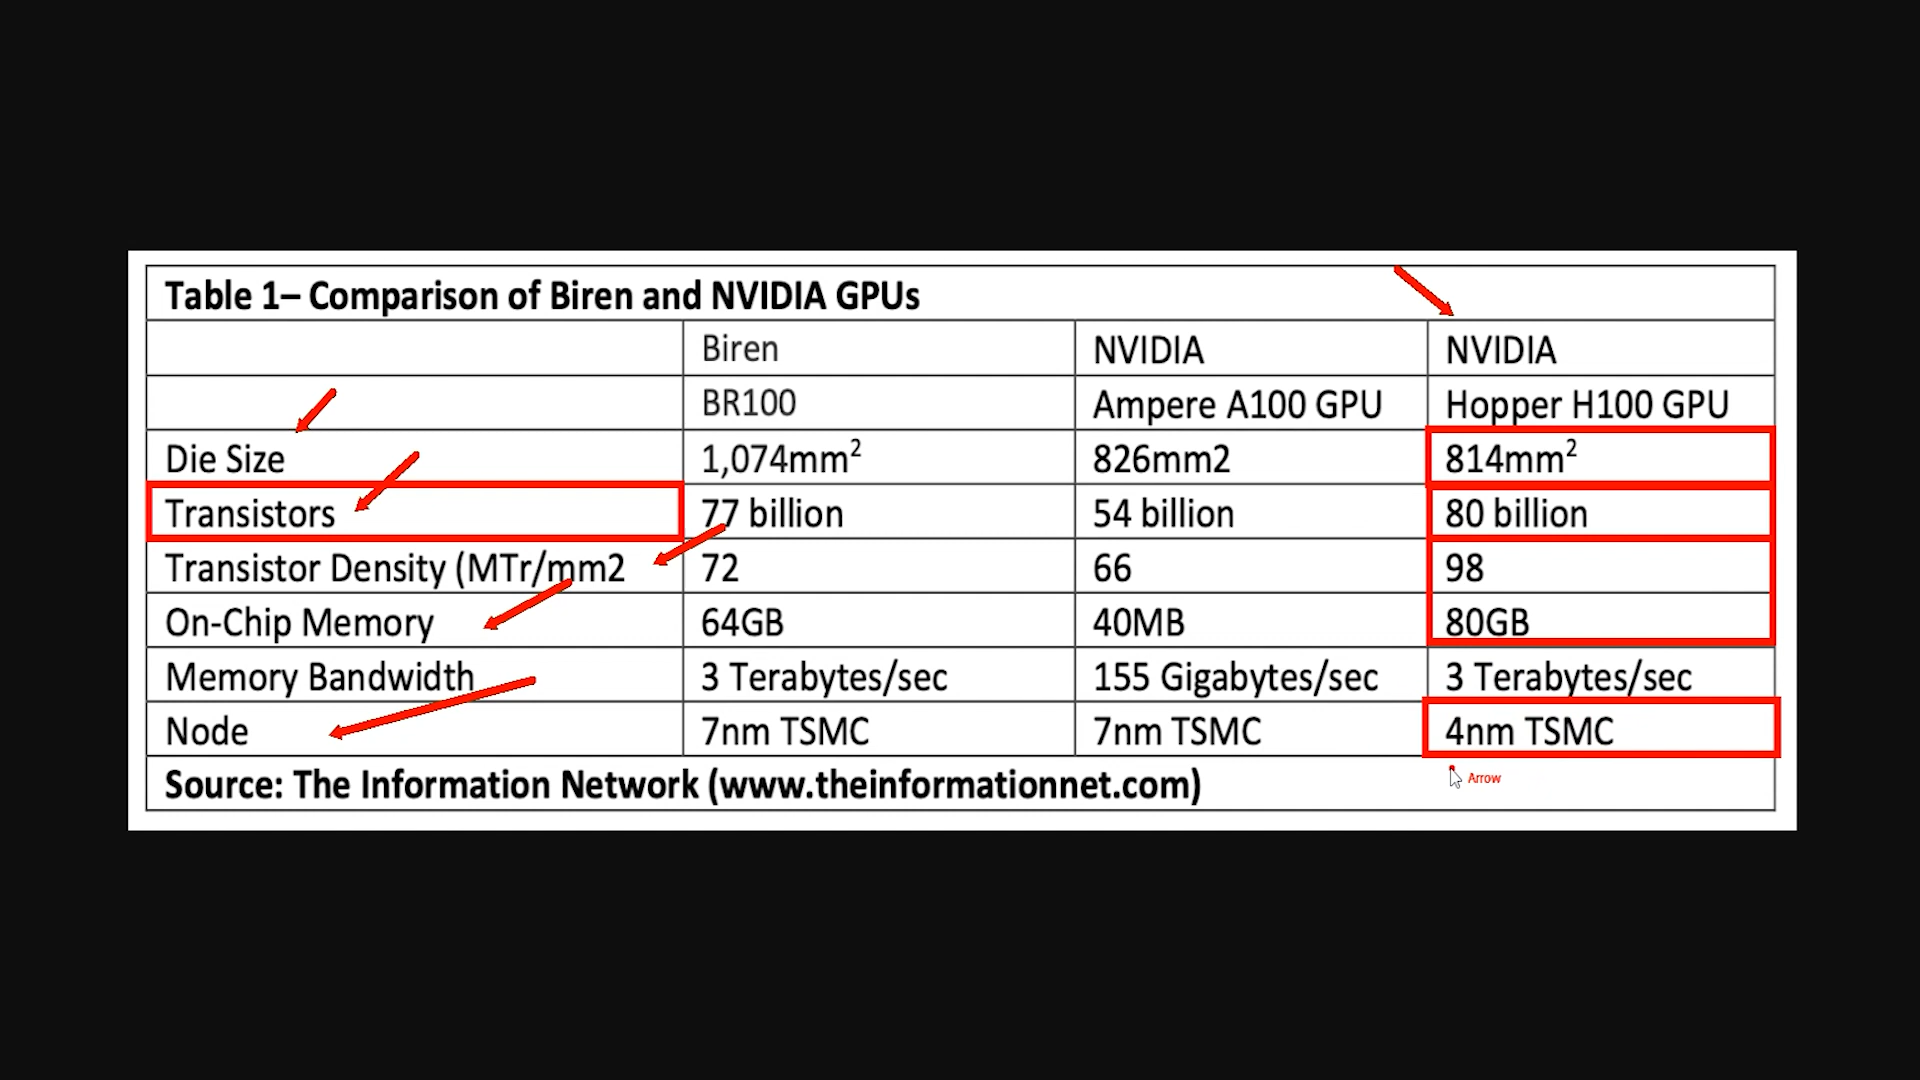 Table 1– Comparison of Biren and NVIDIA GPUs
Biren NVIDIA NVIDIA
BR100 Ampere A100 GPU Hopper H100 GPU
Die Size 1,074mm² 826mm2 814mm²
Transistors 77 billion 54 billion 80 billion
Transistor Density (MTr/mm2 72 66 98
On-Chip Memory 64GB 40MB 80GB
Memory Bandwidth 3 Terabytes/sec 155 Gigabytes/sec 3 Terabytes/sec
Node 7nm TSMC 7nm TSMC 4nm TSMC
Source: The Information Network (www.theinformationnet.com)
Arrow